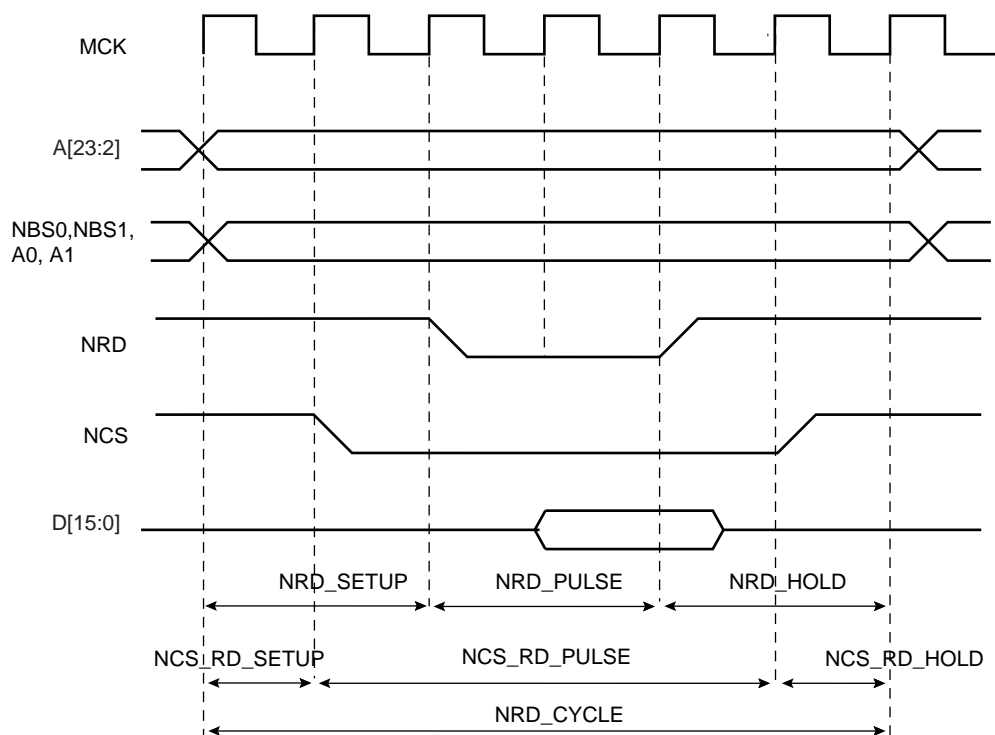 MCK
A[23:2]
NBS0,NBS1,
A0, A1
NRD
NCS
D[15:0]
NRD_SETUP NRD_PULSE NRD_HOLD
NCS_RD_SETUP NCS_RD_PULSE NCS_RD_HOLD
NRD_CYCLE